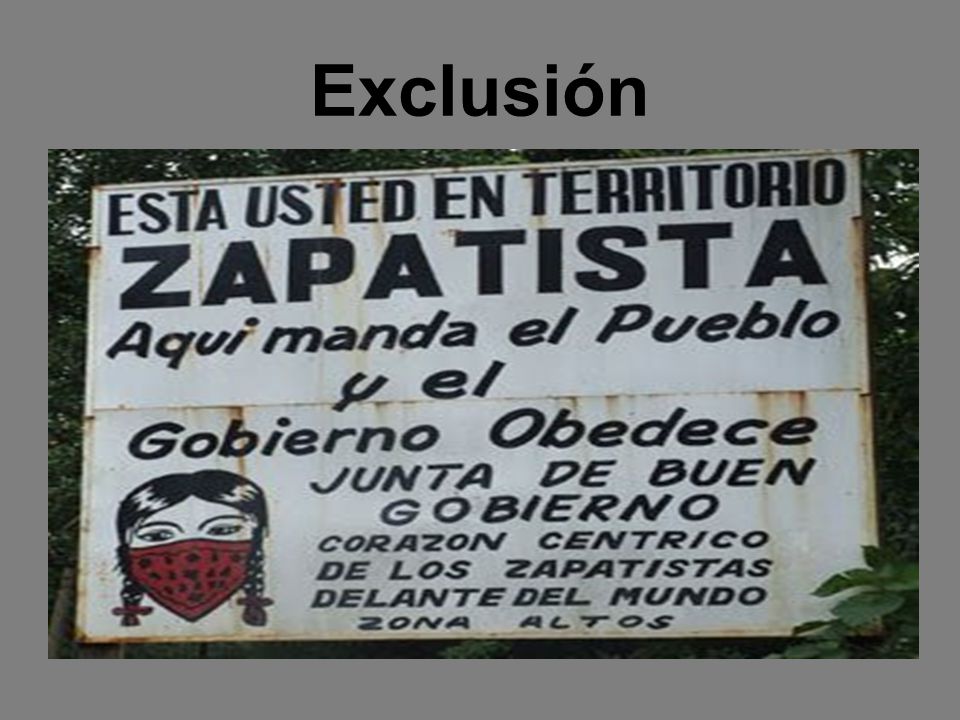 Exclusión
ESTA USTED EN TERRITORIO
ZAPATISTA
Aqui manda el Pueblo
y el
Gobierno Obedece
JUNTA DE BUEN
GOBIERNO
CORAZON CENTRICO
DE LOS ZAPATISTAS
DELANTE DEL MUNDO
ZONA ALTOS